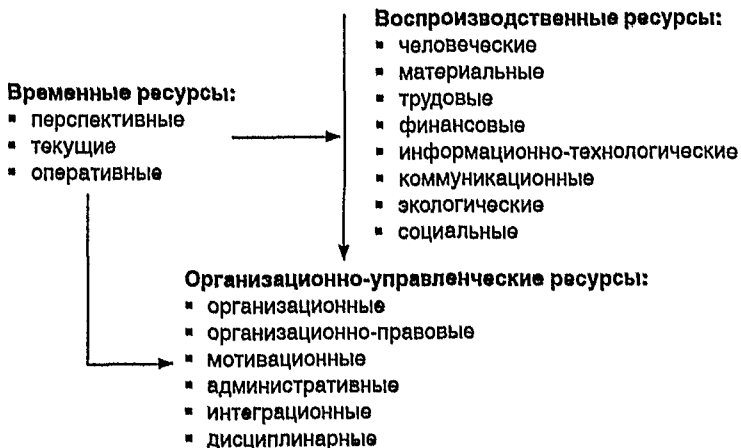 Воспроизводственные ресурсы:
▪ человеческие
▪ материальные
▪ трудовые
▪ финансовые
▪ информационно-технологические
▪ коммуникационные
▪ экологические
▪ социальные
Временные ресурсы:
▪ перспективные
▪ текущие
▪ оперативные
Организационно-управленческие ресурсы:
▪ организационные
▪ организационно-правовые
▪ мотивационные
▪ административные
▪ интеграционные
▪ дисциплинарные